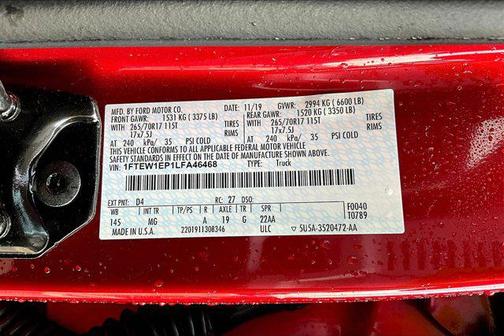 MFD. BY FORD MOTOR CO.
DATE: 11/19 GVWR: 2994 KG ( 6600 LB)
FRONT GAWR: 1531 KG ( 3375 LB) REAR GAWR: 1520 KG ( 3350 LB)
WITH 265/70R17 115T TIRES WITH 265/70R17 115T TIRES
17x7.5J RIMS 17x7.5J RIMS
AT 240 kPa/ 35 PSI COLD AT 240 kPa/ 35 PSI COLD
THIS VEHICLE CONFORMS TO ALL APPLICABLE FEDERAL MOTOR VEHICLE
SAFETY STANDARDS IN EFFECT ON THE DATE OF MANUFACTURE SHOWN ABOVE.
VIN: 1FTEW1EP1LFA46468 TYPE: Truck
EXT PNT: D4 RC: 27 DSO: F0040
WB INT TR TP/PS R AXLE TR SPR T0789
145 MG A 19 G 22AA
MADE IN U.S.A. 2201911308346 ULC 5U5A-3520472-AA